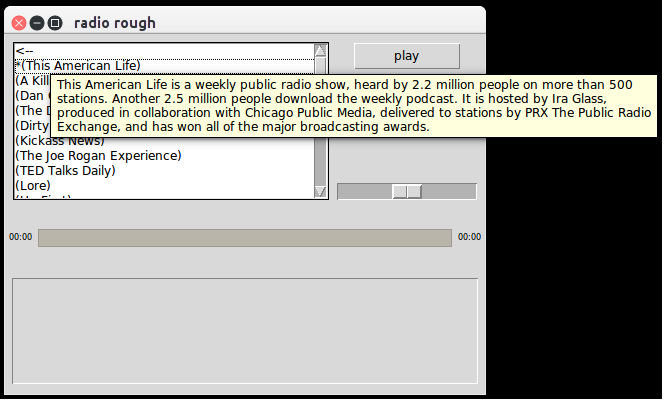 radio rough
<--
*(This American Life)
play
(A Kill
This American Life is a weekly public radio show, heard by 2.2 million people on more than 500
(Dan
stations. Another 2.5 million people download the weekly podcast. It is hosted by Ira Glass,
(The D
produced in collaboration with Chicago Public Media, delivered to stations by PRX The Public Radio
(Dirty
Exchange, and has won all of the major broadcasting awards.
(Kickass News)
(The Joe Rogan Experience)
(TED Talks Daily)
(Lore)
00:00
00:00